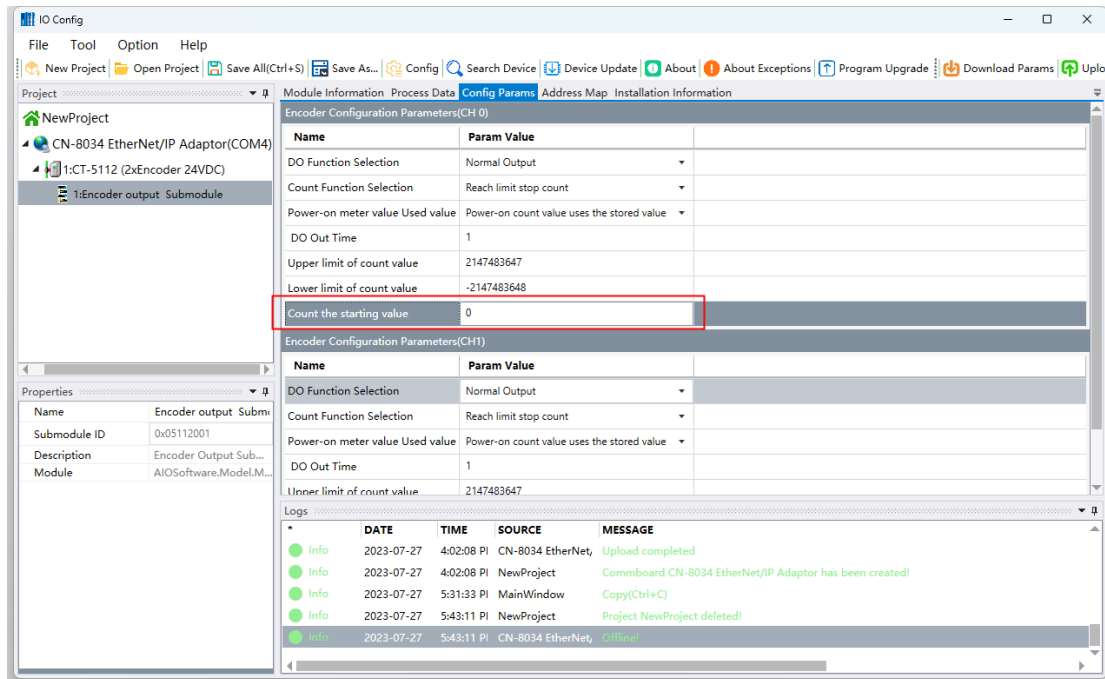 IO Config
File Tool Option Help
New Project Open Project Save All(Ctrl+S) Save As... Config Search Device Device Update About About Exceptions Program Upgrade Download Params Uplo
Project
NewProject
CN-8034 EtherNet/IP Adaptor(COM4)
1:CT-5112 (2xEncoder 24VDC)
1:Encoder output Submodule
Module Information Process Data Config Params Address Map Installation Information
Encoder Configuration Parameters(CH 0)
Name Param Value
DO Function Selection Normal Output
Count Function Selection Reach limit stop count
Power-on meter value Used value Power-on count value uses the stored value
DO Out Time 1
Upper limit of count value 2147483647
Lower limit of count value -2147483648
Count the starting value 0
Encoder Configuration Parameters(CH1)
Name Param Value
DO Function Selection Normal Output
Count Function Selection Reach limit stop count
Power-on meter value Used value Power-on count value uses the stored value
DO Out Time 1
Upper limit of count value 2147483647
Properties
Name Encoder output Subm
Submodule ID 0x05112001
Description Encoder Output Sub...
Module AIOSoftware.Model.M...
Logs
* DATE TIME SOURCE MESSAGE
Info 2023-07-27 4:02:08 PI CN-8034 EtherNet/ Upload completed
Info 2023-07-27 4:02:08 PI NewProject Commboard CN-8034 EtherNet/IP Adaptor has been created!
Info 2023-07-27 5:31:33 PI MainWindow Copy(Ctrl+C)
Info 2023-07-27 5:43:11 PI NewProject Project NewProject deleted!
Info 2023-07-27 5:43:11 PI CN-8034 EtherNet/ Offline!